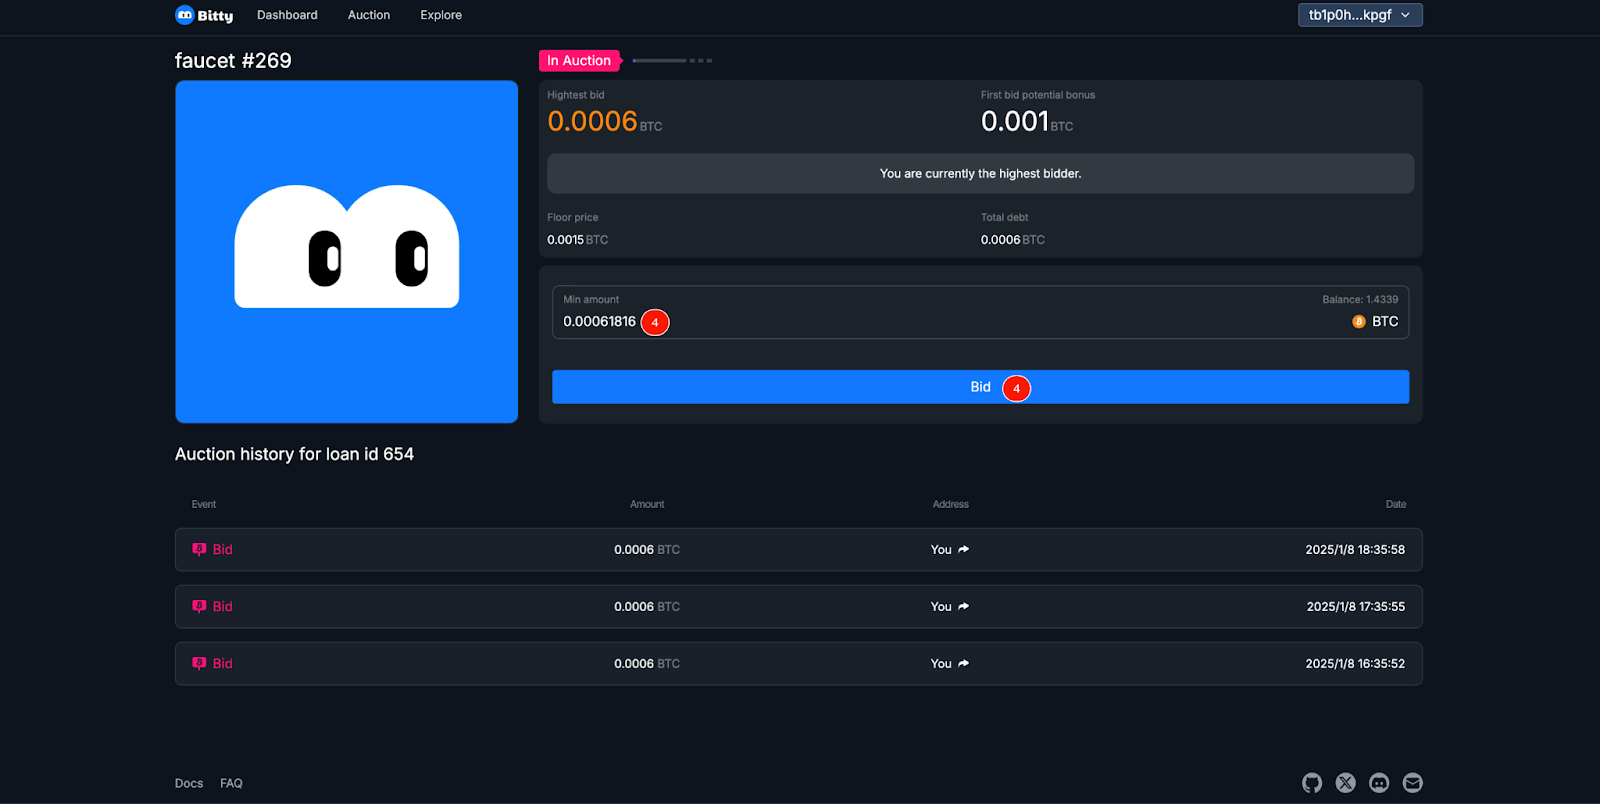 Bitty Dashboard Auction Explore tb1p0h...kpgf
faucet #269
In Auction
Hightest bid First bid potential bonus
0.0006 BTC 0.001 BTC
You are currently the highest bidder.
Floor price Total debt
0.0015 BTC 0.0006 BTC
Min amount Balance: 1.4339
0.00061816 4 BTC
Bid 4
Auction history for loan id 654
Event Amount Address Date
Bid 0.0006 BTC You 2025/1/8 18:35:58
Bid 0.0006 BTC You 2025/1/8 17:35:55
Bid 0.0006 BTC You 2025/1/8 16:35:52
Docs FAQ